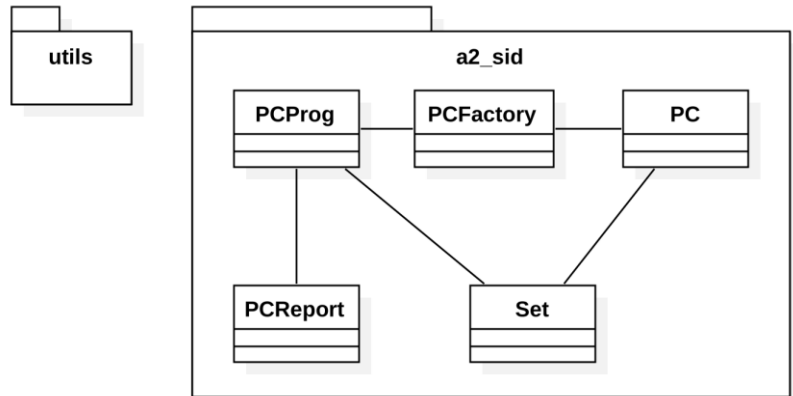 utils
a2_sid
PCProg
PCFactory
PC
PCReport
Set